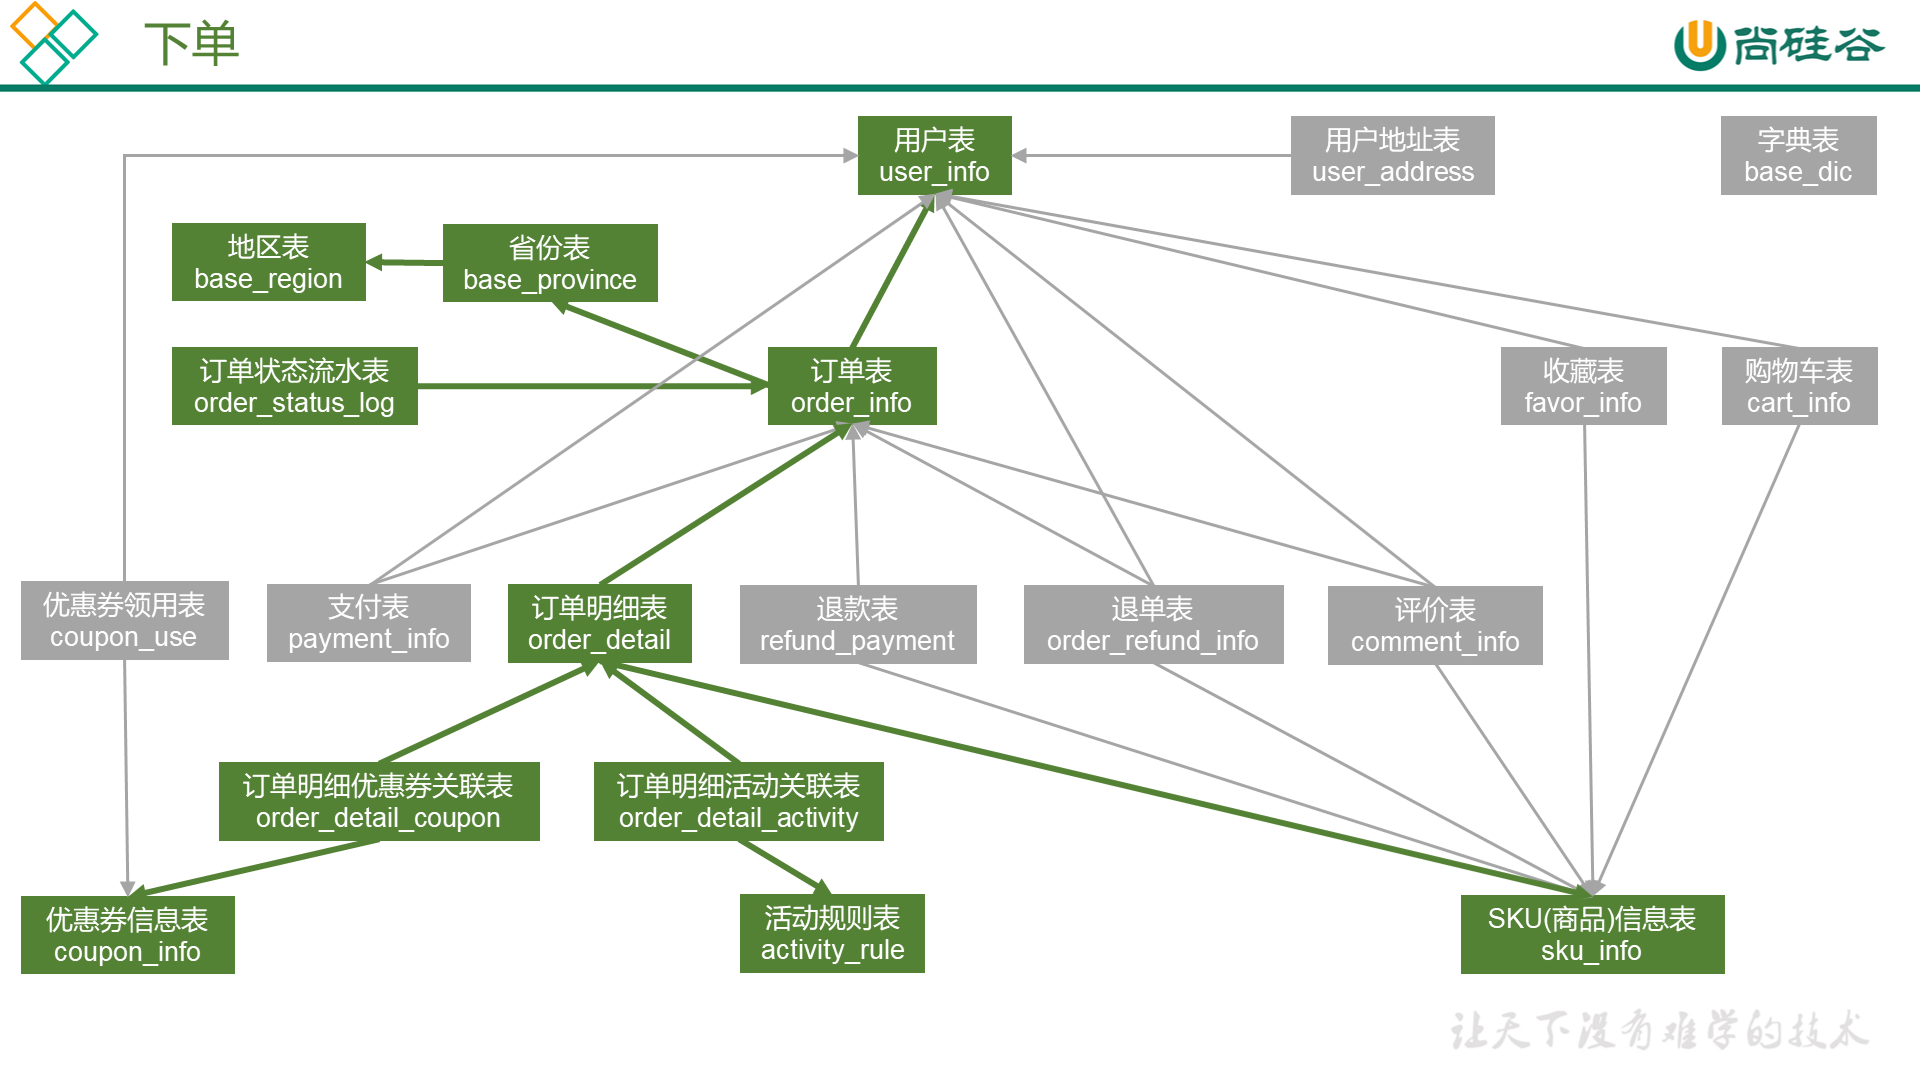 下单
尚硅谷
用户表
user_info
用户地址表
user_address
字典表
base_dic
地区表
base_region
省份表
base_province
订单状态流水表
order_status_log
订单表
order_info
收藏表
favor_info
购物车表
cart_info
优惠券领用表
coupon_use
支付表
payment_info
订单明细表
order_detail
退款表
refund_payment
退单表
order_refund_info
评价表
comment_info
订单明细优惠券关联表
order_detail_coupon
订单明细活动关联表
order_detail_activity
优惠券信息表
coupon_info
活动规则表
activity_rule
SKU(商品)信息表
sku_info
让天下没有难学的技术